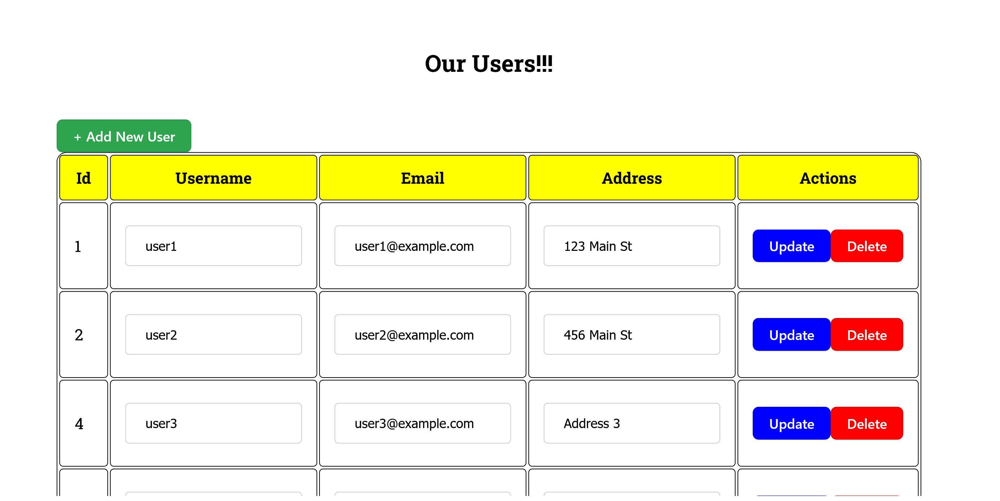 Our Users!!!
+ Add New User
Id Username Email Address Actions
1 user1 user1@example.com 123 Main St Update Delete
2 user2 user2@example.com 456 Main St Update Delete
4 user3 user3@example.com Address 3 Update Delete